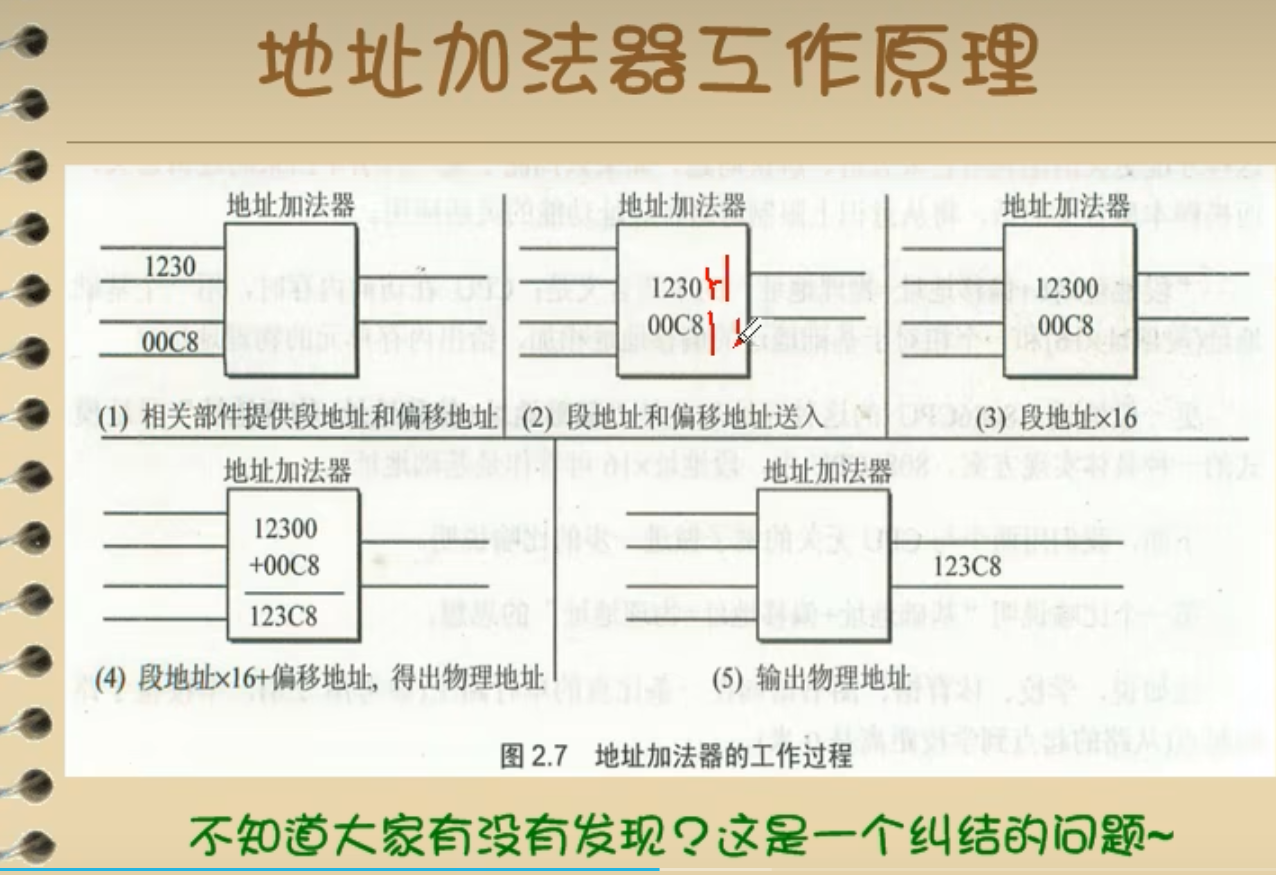 地址加法器工作原理
地址加法器
1230
00C8
(1) 相关部件提供段地址和偏移地址
地址加法器
1230
00C8
(2) 段地址和偏移地址送入
地址加法器
12300
00C8
(3) 段地址×16
地址加法器
12300
+00C8
123C8
(4) 段地址×16+偏移地址，得出物理地址
地址加法器
123C8
(5) 输出物理地址
图 2.7 地址加法器的工作过程
不知道大家有没有发现？这是一个纠结的问题~